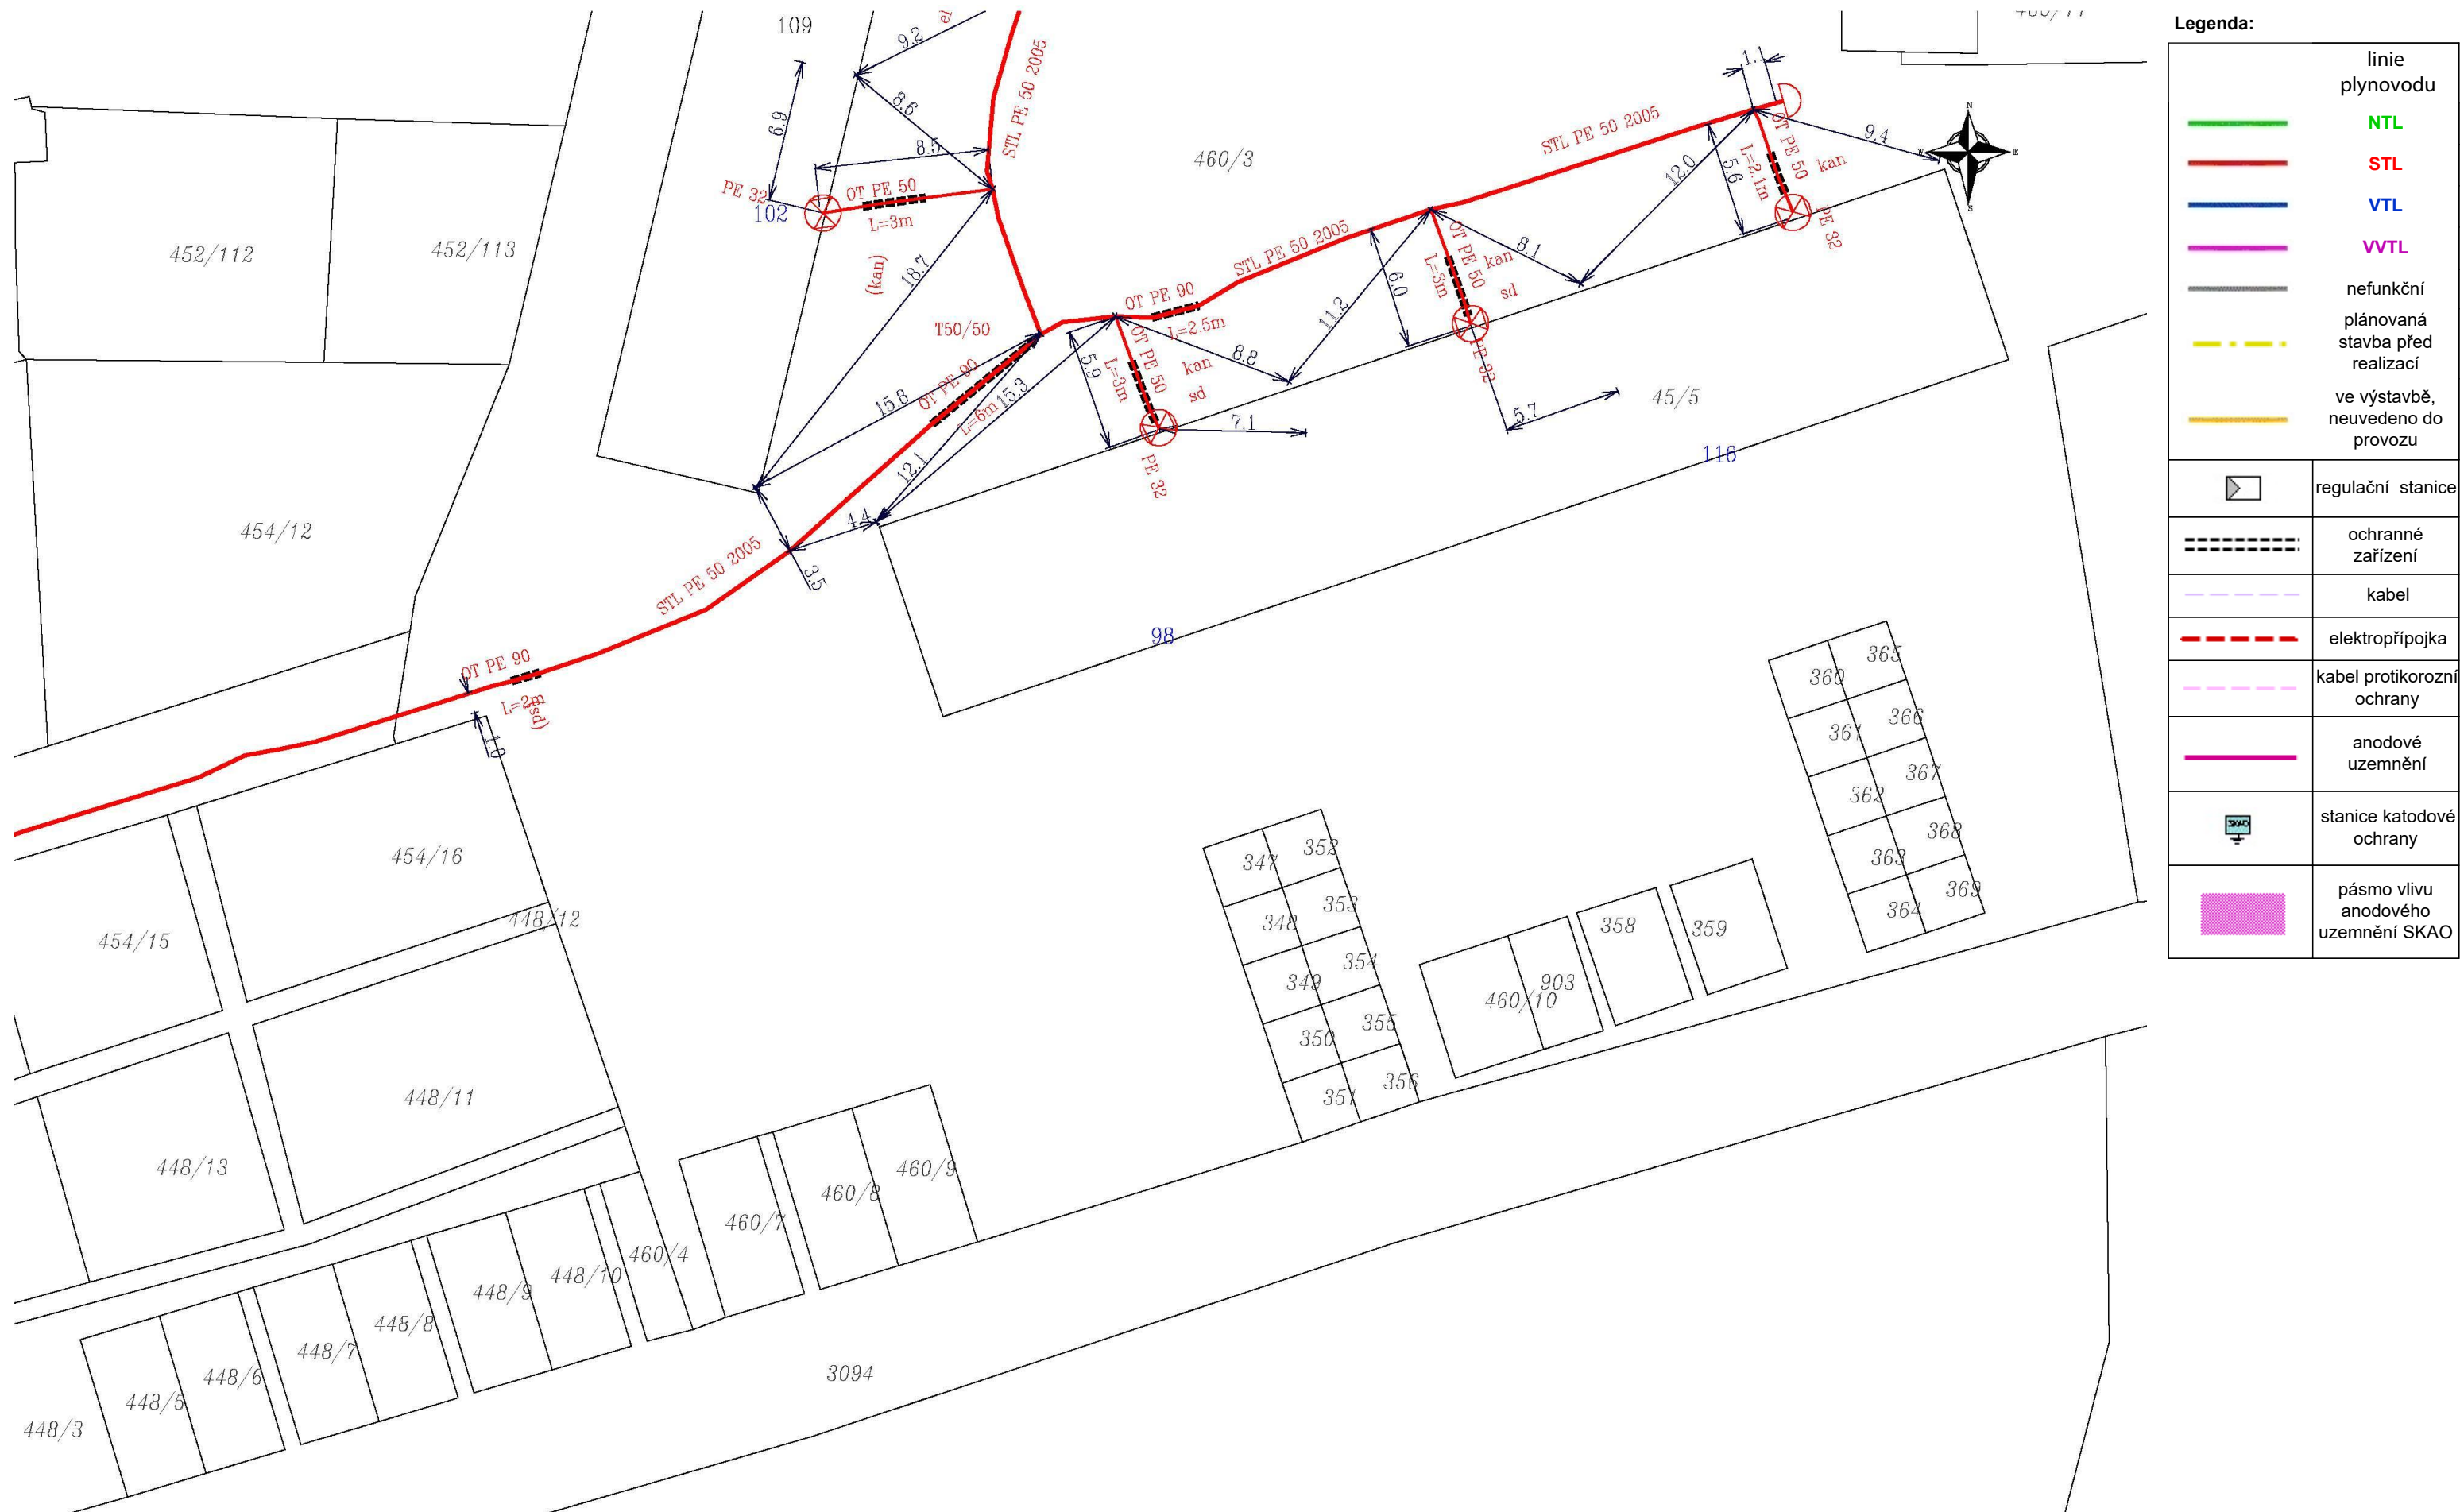 109
el
9.2
6.9
8.6
8.5
STL PE 50 2005
PE 32
102
OT PE 50
L=3m
(kan)
18.7
T50/50
460/3
STL PE 50 2005
1.1
9.4
N
W
E
S
OT PE 50
L=2.1m
kan
12.0
5.6
PE 32
452/112
452/113
STL PE 50 2005
OT PE 50
L=3m
kan
sd
8.1
6.0
11.2
PE 32
OT PE 90
L=2.5m
OT PE 50
L=3m
kan
sd
8.8
5.9
7.1
PE 32
5.7
45/5
116
15.8
OT PE 90
L=6m
15.3
12.1
4.4
3.5
454/12
STL PE 50 2005
98
OT PE 90
L=2m
(sd)
1.0
360
365
361
366
362
367
363
368
364
369
347
352
348
353
349
354
350
355
351
356
460/10
903
358
359
454/16
454/15
448/12
448/11
448/13
460/9
460/8
460/7
460/4
448/10
448/9
448/8
448/7
448/6
448/5
448/3
3094
Legenda:
linie
plynovodu
NTL
STL
VTL
VVTL
nefunkční
plánovaná
stavba před
realizací
ve výstavbě,
neuvedeno do
provozu
regulační stanice
ochranné
zařízení
kabel
elektropřípojka
kabel protikorozní
ochrany
anodové
uzemnění
SKAO
stanice katodové
ochrany
pásmo vlivu
anodového
uzemnění SKAO